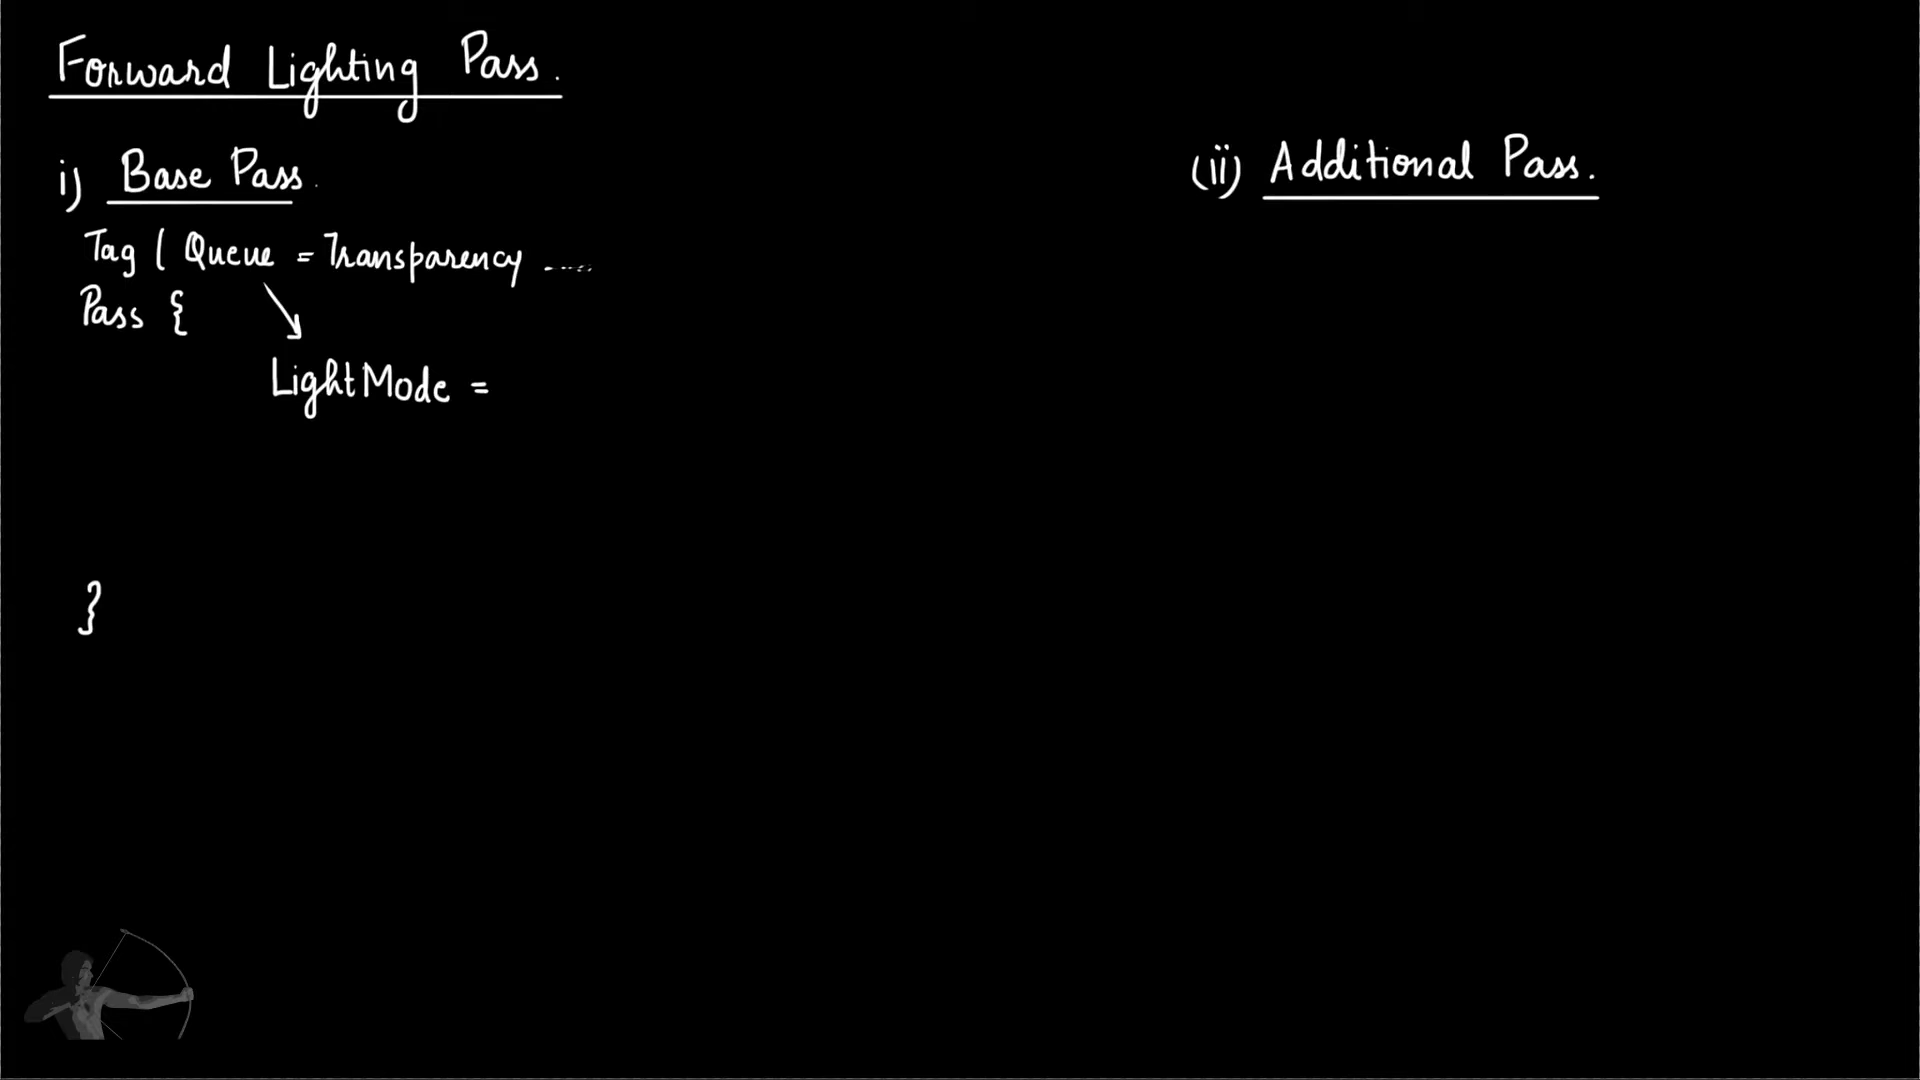 Forward Lighting Pass.
i) Base Pass.
Tag ( Queue = Transparency .....
Pass {
LightMode =
}
(ii) Additional Pass.